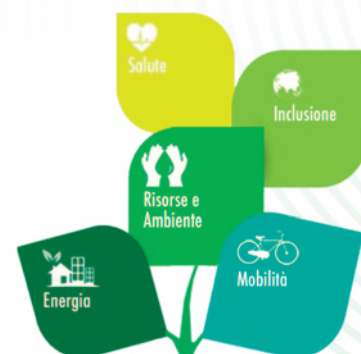 Salute
Inclusione
Risorse e
Ambiente
Energia
Mobilità